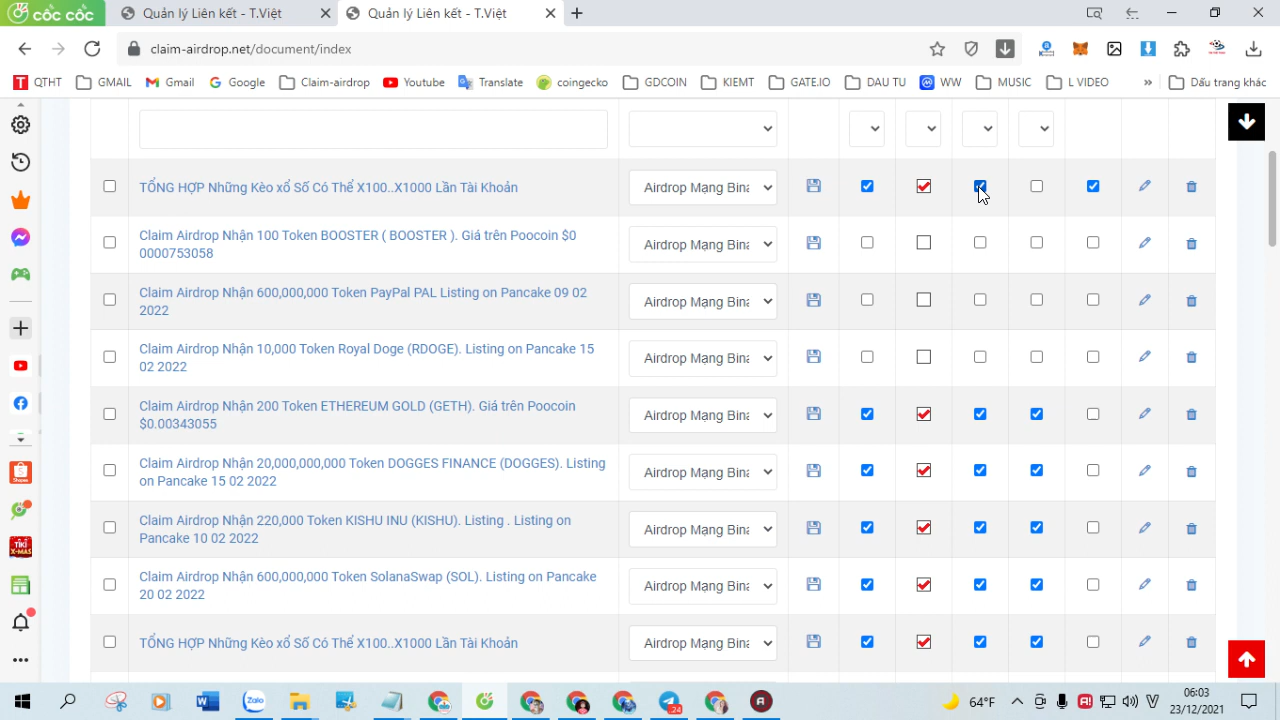 cốc cốc
Quản lý kiếm kết - T.Việt
Quản lý kết - T.Việt
claim-airdrop.net/document/index
QTHT
GMAIL
Gmail
Google
Claim-airdrop
Youtube
Translate
coingecko
GDCOIN
KIEMT
GATE.IO
DAU TU
WW
MUSIC
L VIDEO
»
Dấu trang khác
TỔNG HỢP Những Kèo xổ Số Có Thể X100..X1000 Lần Tài Khoản
Airdrop Mạng Bina
Claim Airdrop Nhận 100 Token BOOSTER ( BOOSTER ). Giá trên Poocoin $0
0000753058
Airdrop Mạng Bina
Claim Airdrop Nhận 600,000,000 Token PayPal PAL Listing on Pancake 09 02
2022
Airdrop Mạng Bina
Claim Airdrop Nhận 10,000 Token Royal Doge (RDOGE). Listing on Pancake 15
02 2022
Airdrop Mạng Bina
Claim Airdrop Nhận 200 Token ETHEREUM GOLD (GETH). Giá trên Poocoin
$0.00343055
Airdrop Mạng Bina
Claim Airdrop Nhận 20,000,000,000 Token DOGGES FINANCE (DOGGES). Listing
on Pancake 15 02 2022
Airdrop Mạng Bina
Claim Airdrop Nhận 220,000 Token KISHU INU (KISHU). Listing . Listing on
Pancake 10 02 2022
Airdrop Mạng Bina
Claim Airdrop Nhận 600,000,000 Token SolanaSwap (SOL). Listing on Pancake
20 02 2022
Airdrop Mạng Bina
TỔNG HỢP Những Kèo xổ Số Có Thể X100..X1000 Lần Tài Khoản
Airdrop Mạng Bina
Zalo
24
64°F
06:03
23/12/2021